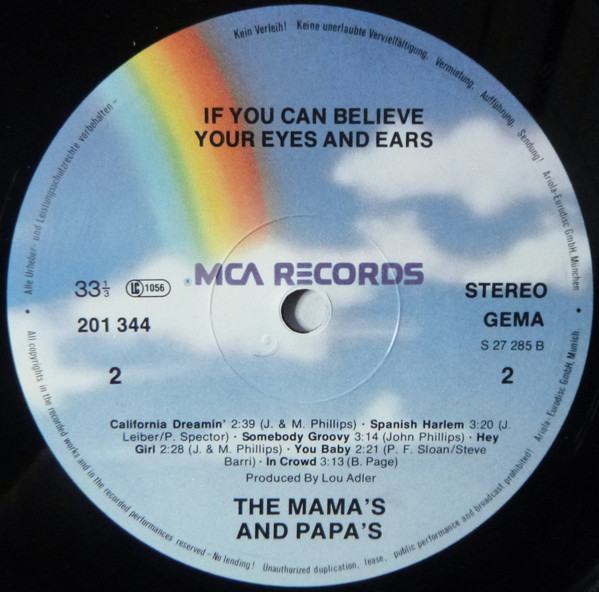 Alle Urheber- und Leistungsschutzrechte vorbehalten – Kein Verleih! Keine unerlaubte Vervielfältigung, Vermietung, Aufführung, Sendung! Ariola-Eurodisc GmbH, München
IF YOU CAN BELIEVE
YOUR EYES AND EARS
® MCA RECORDS
33⅓ LC 1056
201 344
2
STEREO
GEMA
S 27 285 B
2
California Dreamin' 2:39 (J. & M. Phillips) · Spanish Harlem 3:20 (J.
Leiber/P. Spector) · Somebody Groovy 3:14 (John Phillips) · Hey
Girl 2:28 (J. & M. Phillips) · You Baby 2:21 (P. F. Sloan/Steve
Barri) · In Crowd 3:13 (B. Page)
Produced By Lou Adler
THE MAMA'S
AND PAPA'S
All copyrights in the recorded works and in the recorded performances reserved – No lending! Unauthorized duplication, lease, public performance and broadcast prohibited! Ariola-Eurodisc GmbH, Munich.